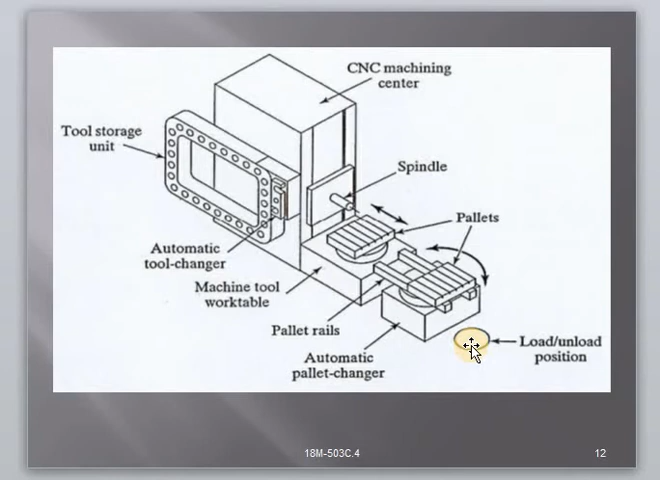 CNC machining
center
Tool storage
unit
Spindle
Pallets
Automatic
tool-changer
Machine tool
worktable
Pallet rails
Load/unload
position
Automatic
pallet-changer
18M-503C.4
12